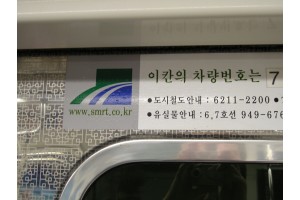 이칸의 차량번호는 7
•도시철도안내 : 6211-2200 •
•유실물안내 : 6,7호선 949-676
www.smrt.co.kr